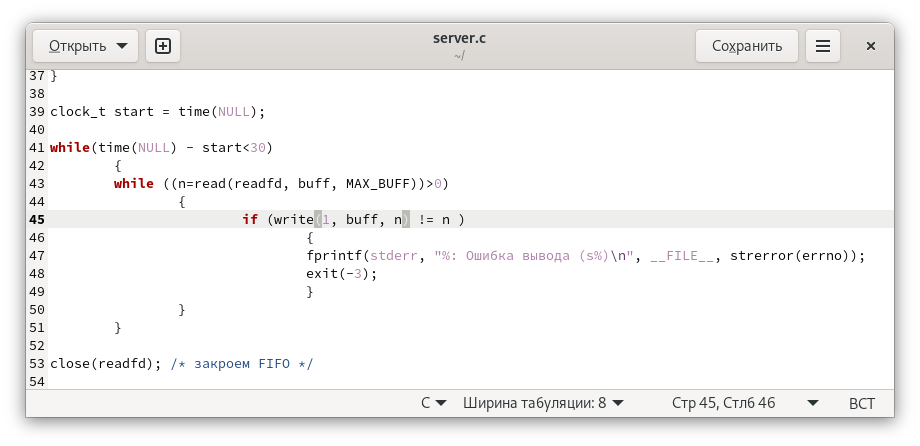 Открыть
server.c
~/
Сохранить
37 }
38
39 clock_t start = time(NULL);
40
41 while(time(NULL) - start<30)
42         {
43         while ((n=read(readfd, buff, MAX_BUFF))>0)
44                 {
45                         if (write(1, buff, n) != n )
46                                 {
47                                 fprintf(stderr, "%: Ошибка вывода (s%)\n", __FILE__, strerror(errno));
48                                 exit(-3);
49                                 }
50                 }
51         }
52
53 close(readfd); /* закроем FIFO */
54
C Ширина табуляции: 8 Стр 45, Стлб 46 ВСТ